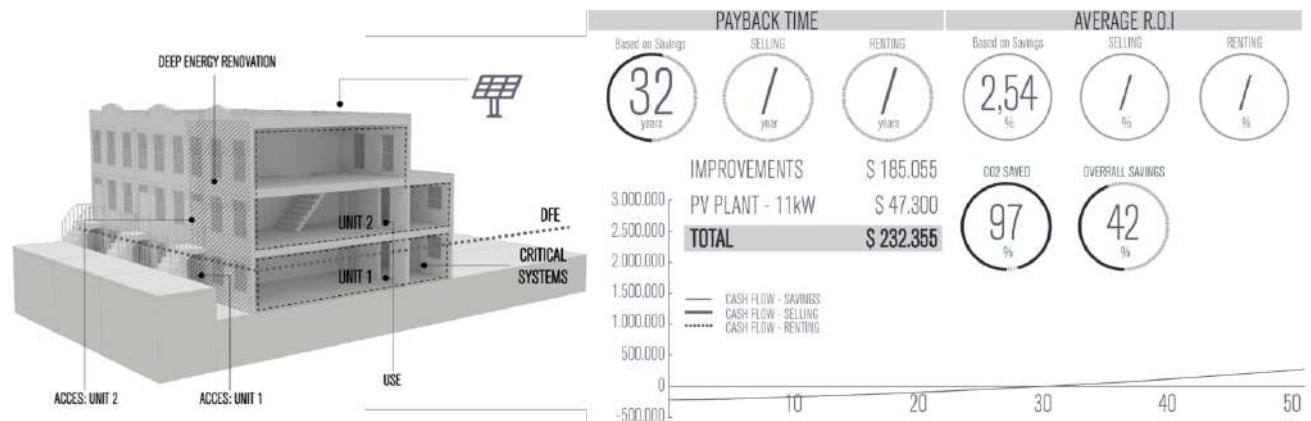 DEEP ENERGY RENOVATION
UNIT 2
DFE
CRITICAL
SYSTEMS
UNIT 1
USE
ACCES: UNIT 2
ACCES: UNIT 1
PAYBACK TIME
Based on Savings
SELLING
RENTING
32
years
/
year
/
years
AVERAGE R.O.I
Based on Savings
SELLING
RENTING
2,54
%
/
%
/
%
IMPROVEMENTS $ 185.055
PV PLANT - 11kW $ 47.300
TOTAL $ 232.355
CO2 SAVED
OVERRALL SAVINGS
97
%
42
%
3.000.000
2.500.000
2.000.000
1.500.000
1.000.000
500.000
0
-500.000
CASH FLOW - SAVINGS
CASH FLOW - SELLING
CASH FLOW - RENTING
10 20 30 40 50